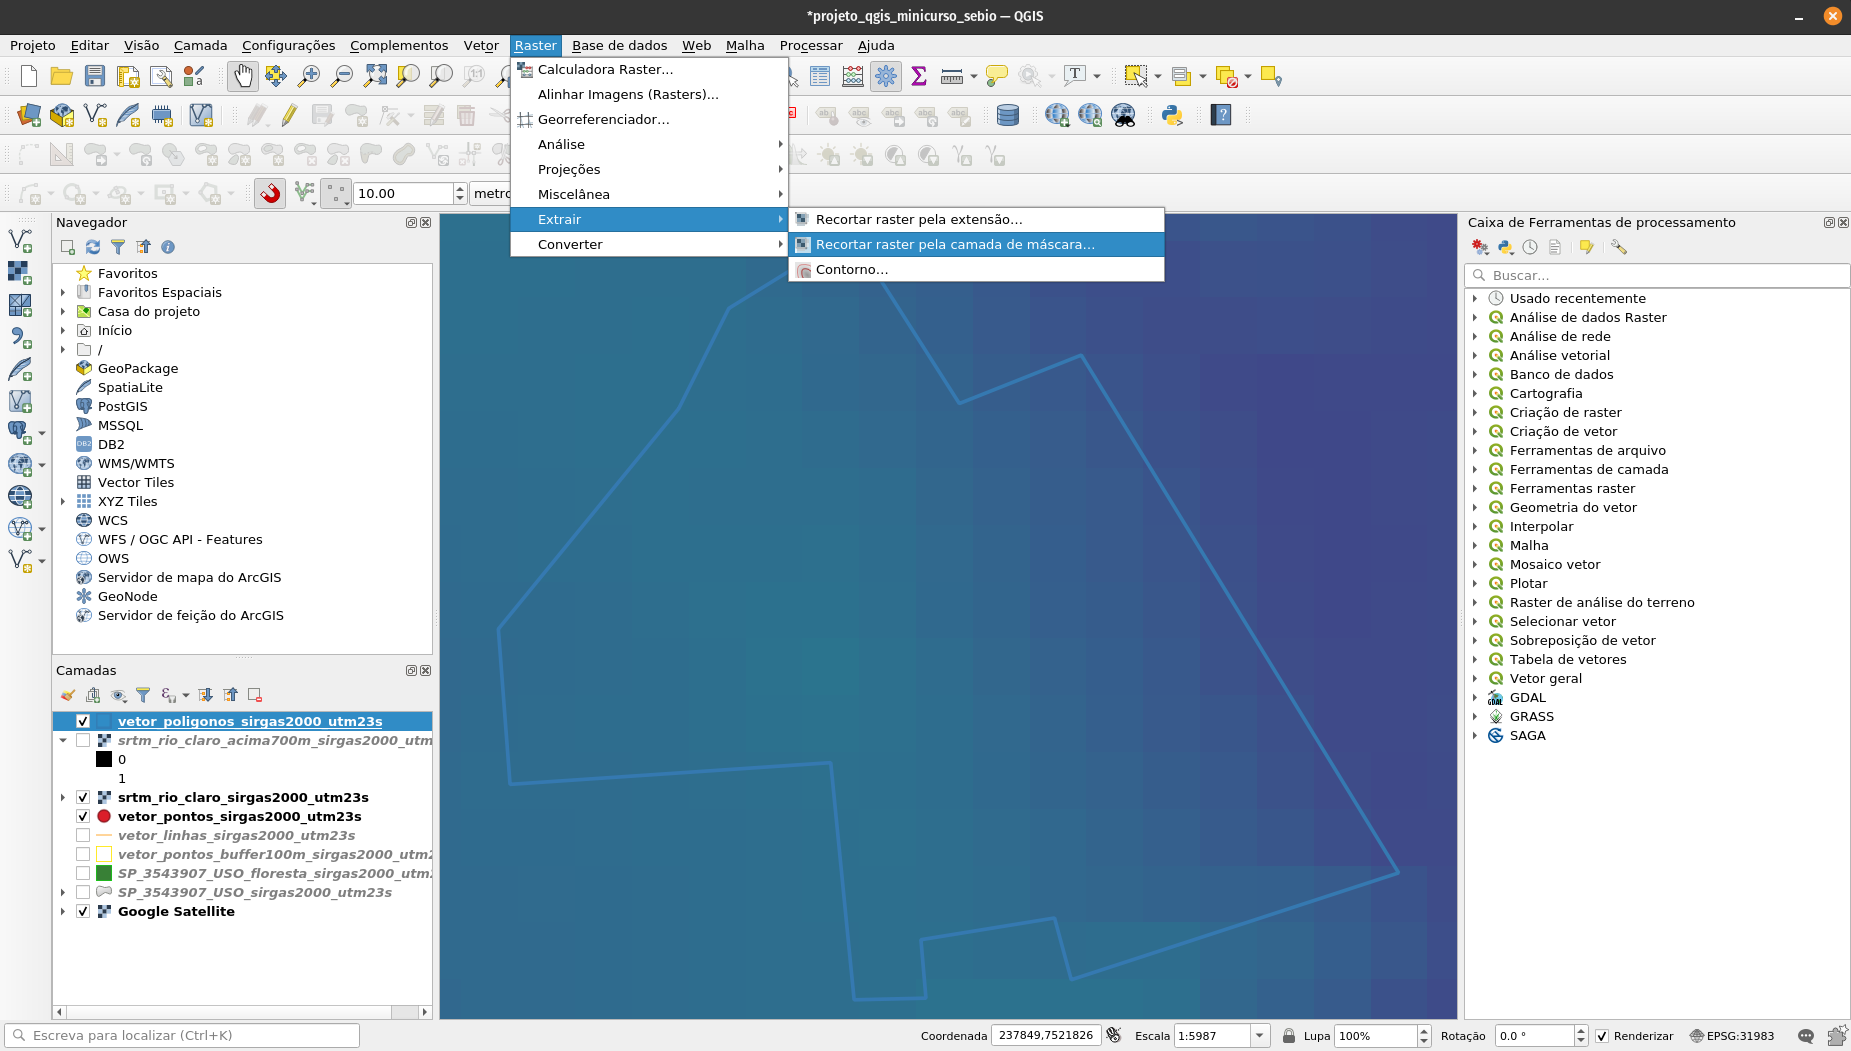 *projeto_qgis_minicurso_sebio — QGIS
Projeto Editar Visão Camada Configurações Complementos Vetor Raster Base de dados Web Malha Processar Ajuda
Calculadora Raster...
Alinhar Imagens (Rasters)...
Georreferenciador...
Análise
Projeções
Miscelânea
Extrair
Converter
Recortar raster pela extensão...
Recortar raster pela camada de máscara...
Contorno...
10.00
metro
Navegador
Favoritos
Favoritos Espaciais
Casa do projeto
Início
/
GeoPackage
SpatiaLite
PostGIS
MSSQL
DB2
WMS/WMTS
Vector Tiles
XYZ Tiles
WCS
WFS / OGC API - Features
OWS
Servidor de mapa do ArcGIS
GeoNode
Servidor de feição do ArcGIS
Camadas
vetor_poligonos_sirgas2000_utm23s
srtm_rio_claro_acima700m_sirgas2000_utm
0
1
srtm_rio_claro_sirgas2000_utm23s
vetor_pontos_sirgas2000_utm23s
vetor_linhas_sirgas2000_utm23s
vetor_pontos_buffer100m_sirgas2000_utm2
SP_3543907_USO_floresta_sirgas2000_utm
SP_3543907_USO_sirgas2000_utm23s
Google Satellite
Caixa de Ferramentas de processamento
Buscar...
Usado recentemente
Análise de dados Raster
Análise de rede
Análise vetorial
Banco de dados
Cartografia
Criação de raster
Criação de vetor
Ferramentas de arquivo
Ferramentas de camada
Ferramentas raster
Geometria do vetor
Interpolar
Malha
Mosaico vetor
Plotar
Raster de análise do terreno
Selecionar vetor
Sobreposição de vetor
Tabela de vetores
Vetor geral
GDAL
GRASS
SAGA
Escreva para localizar (Ctrl+K)
Coordenada 237849,7521826 Escala 1:5987 Lupa 100% Rotação 0.0 ° Renderizar EPSG:31983